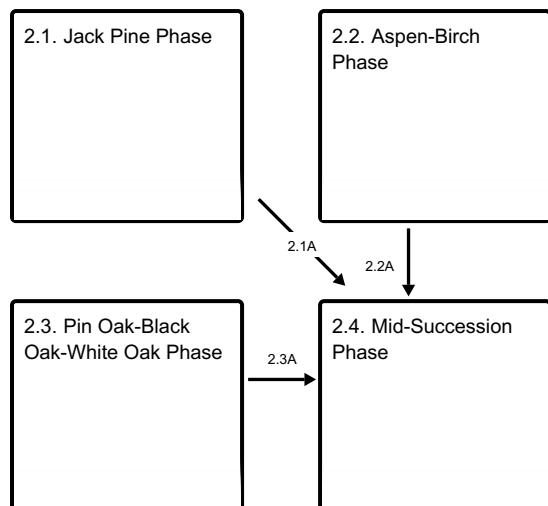 2.1. Jack Pine Phase
2.2. Aspen-Birch
Phase
2.1A
2.2A
2.3. Pin Oak-Black
Oak-White Oak Phase
2.3A
2.4. Mid-Succession
Phase